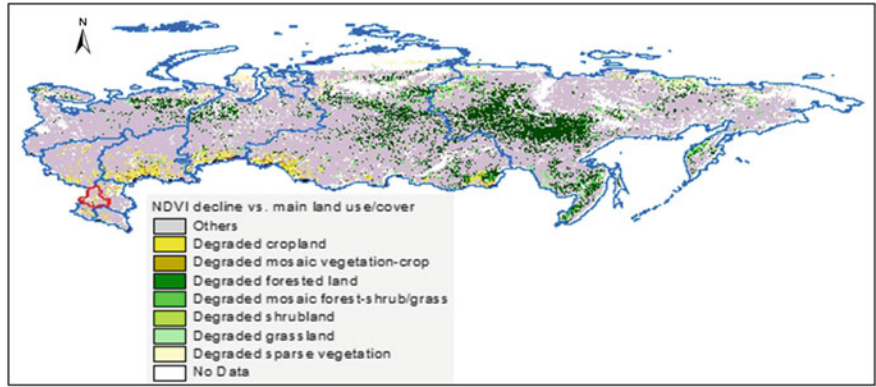 N
NDVI decline vs. main land use/cover
Others
Degraded cropland
Degraded mosaic vegetation-crop
Degraded forested land
Degraded mosaic forest-shrub/grass
Degraded shrubland
Degraded grassland
Degraded sparse vegetation
No Data